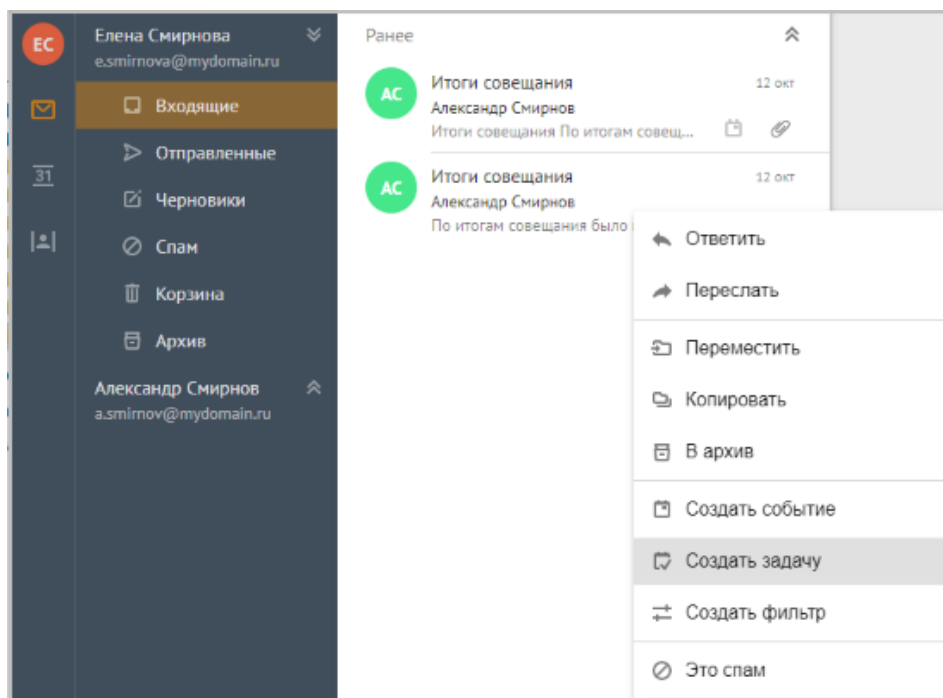 ЕС
Елена Смирнова
e.smirnova@mydomain.ru
Входящие
Отправленные
31
Черновики
Спам
Корзина
Архив
Александр Смирнов
a.smirnov@mydomain.ru
Ранее
АС
Итоги совещания
12 окт
Александр Смирнов
Итоги совещания По итогам совещ...
АС
Итоги совещания
12 окт
Александр Смирнов
По итогам совещания было
Ответить
Переслать
Переместить
Копировать
В архив
Создать событие
Создать задачу
Создать фильтр
Это спам